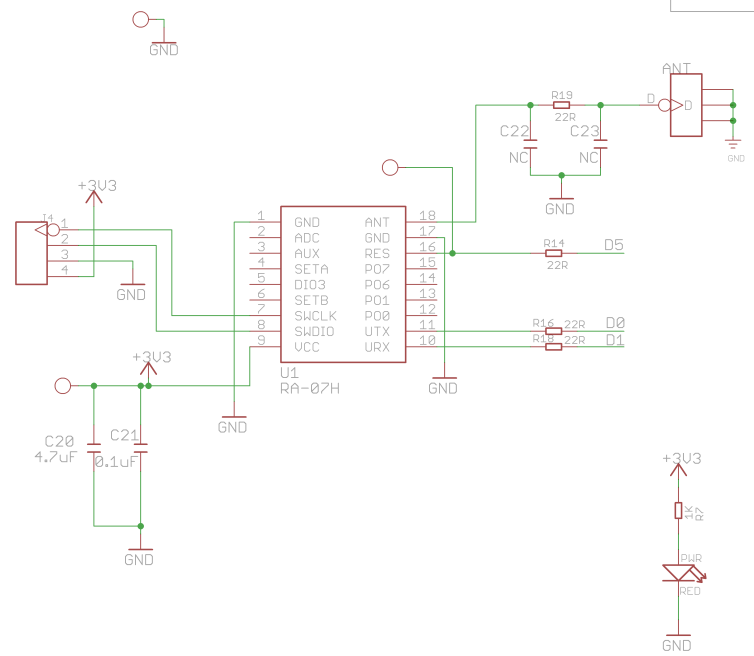 GND
ANT
R19
22R
D
D
C22
C23
NC
NC
GND
GND
+3V3
J4
1
2
3
4
GND
1 GND ANT 18
2 ADC GND 17
3 AUX RES 16
4 SETA PO7 15
5 DIO3 PO6 14
6 SETB PO1 13
7 SWCLK PO0 12
8 SWDIO UTX 11
9 VCC URX 10
U1
RA-07H
R14
22R
D5
R16 22R D0
R18 22R D1
GND
GND
+3V3
C20
4.7uF
C21
0.1uF
GND
+3V3
1K
R7
PWR
RED
GND